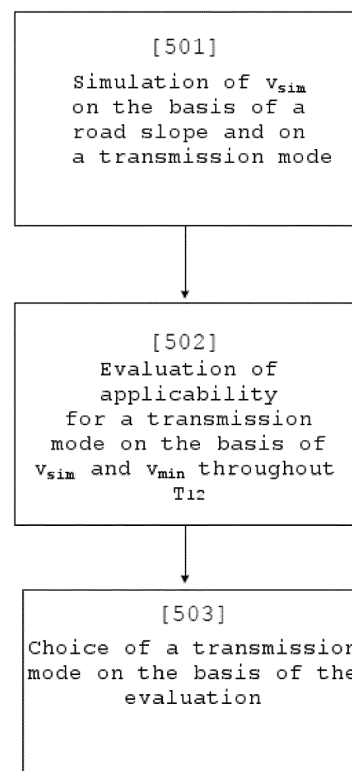 [501]
Simulation of vsim
on the basis of a
road slope and on
a transmission mode
[502]
Evaluation of
applicability
for a transmission
mode on the basis of
vsim and vmin throughout
T12
[503]
Choice of a transmission
mode on the basis of the
evaluation